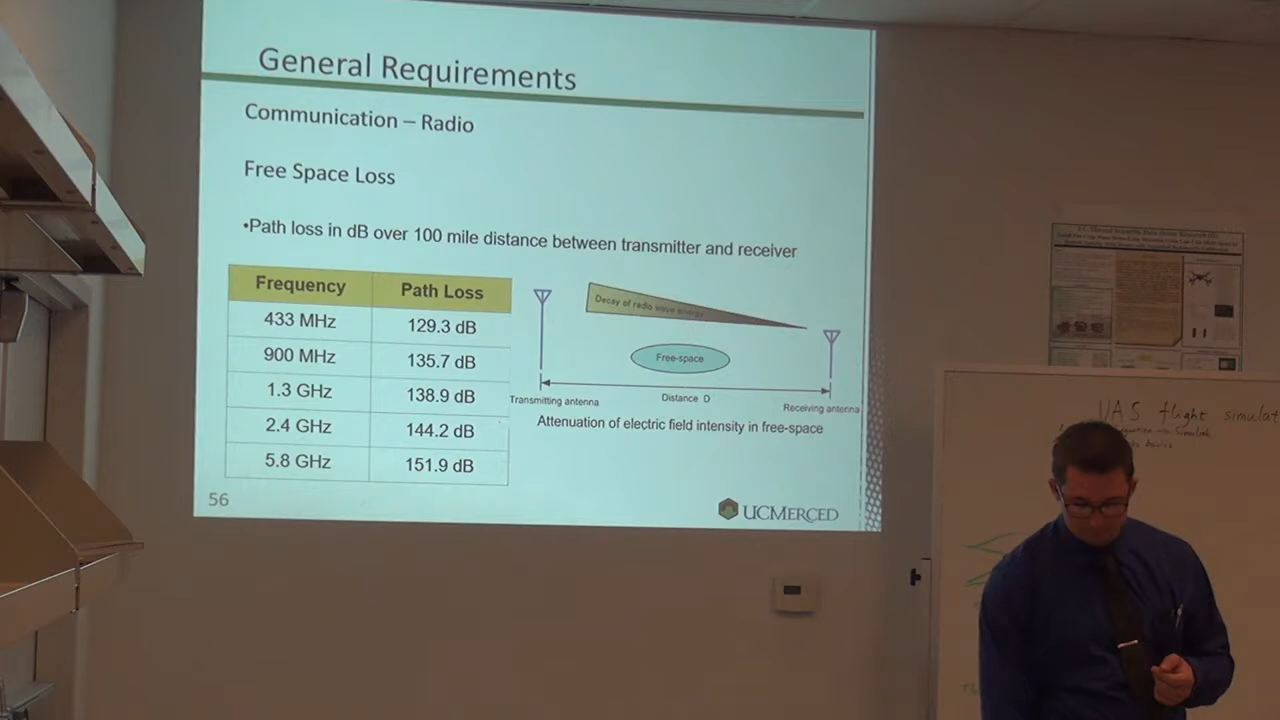 General Requirements
Communication – Radio
Free Space Loss
•Path loss in dB over 100 mile distance between transmitter and receiver
Frequency Path Loss
433 MHz 129.3 dB
900 MHz 135.7 dB
1.3 GHz 138.9 dB
2.4 GHz 144.2 dB
5.8 GHz 151.9 dB
Decay of radio wave energy
Free-space
Distance D
Transmitting antenna
Receiving antenna
Attenuation of electric field intensity in free-space
56
UCMERCED
UAS flight simulat